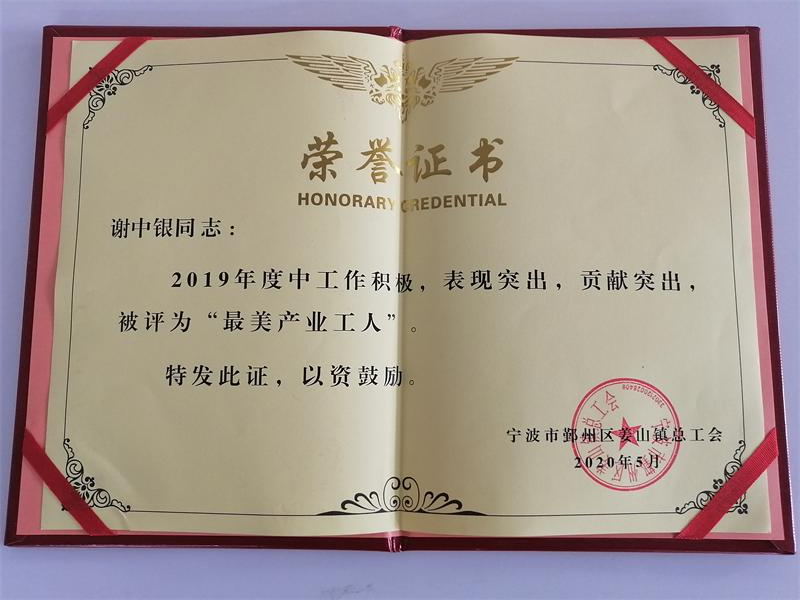 荣誉证书
HONORARY CREDENTIAL
谢中银同志：
2019年度中工作积极，表现突出，贡献突出，
被评为“最美产业工人”。
特发此证，以资鼓励。
宁波市鄞州区姜山镇总工会
2020年5月